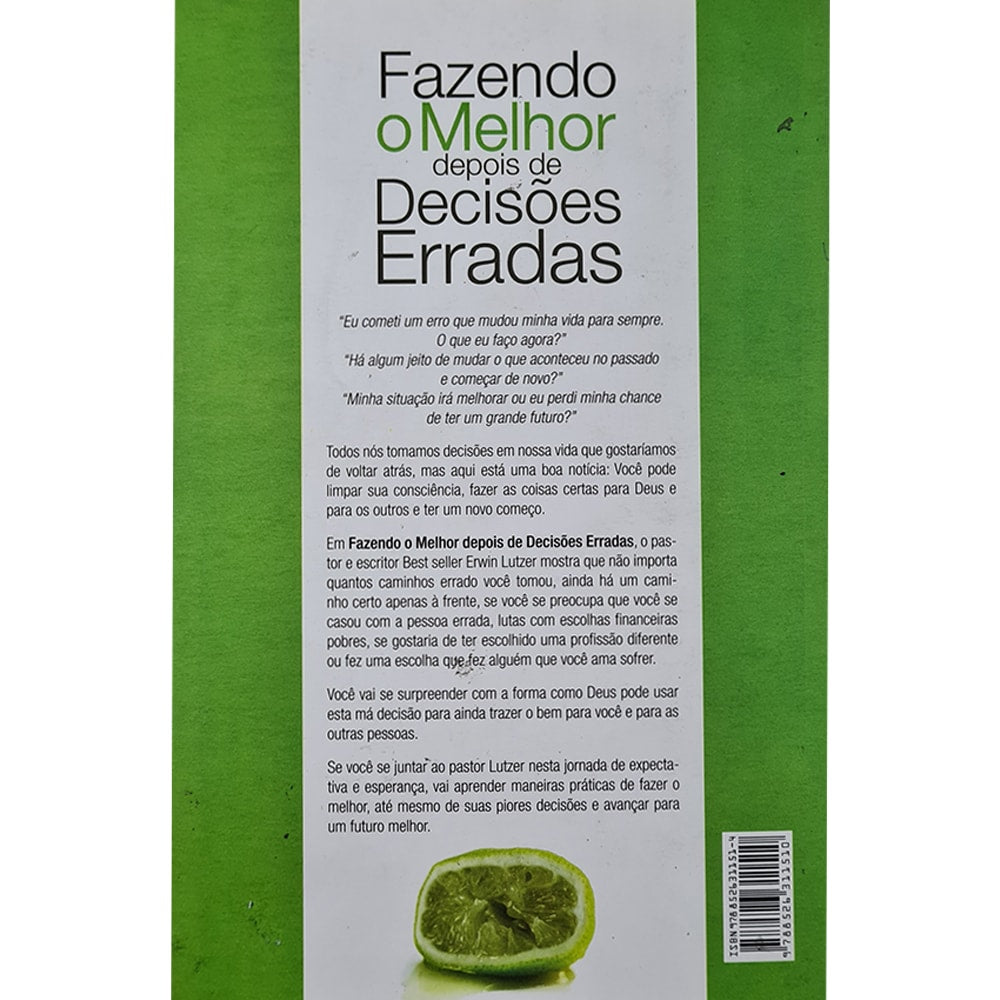 Fazendo
o Melhor
depois de
Decisões
Erradas
“Eu cometi um erro que mudou minha vida para sempre.
O que eu faço agora?”
“Há algum jeito de mudar o que aconteceu no passado
e começar de novo?”
“Minha situação irá melhorar ou eu perdi minha chance
de ter um grande futuro?”
Todos nós tomamos decisões em nossa vida que gostaríamos
de voltar atrás, mas aqui está uma boa notícia: Você pode
limpar sua consciência, fazer as coisas certas para Deus e
para os outros e ter um novo começo.
Em Fazendo o Melhor depois de Decisões Erradas, o pas-
tor e escritor Best seller Erwin Lutzer mostra que não importa
quantos caminhos errado você tomou, ainda há um cami-
nho certo apenas à frente, se você se preocupa que você se
casou com a pessoa errada, lutas com escolhas financeiras
pobres, se gostaria de ter escolhido uma profissão diferente
ou fez uma escolha que fez alguém que você ama sofrer.
Você vai se surpreender com a forma como Deus pode usar
esta má decisão para ainda trazer o bem para você e para as
outras pessoas.
Se você se juntar ao pastor Lutzer nesta jornada de expecta-
tiva e esperança, vai aprender maneiras práticas de fazer o
melhor, até mesmo de suas piores decisões e avançar para
um futuro melhor.
ISBN 978 85263 1151-4
9 788526 311510